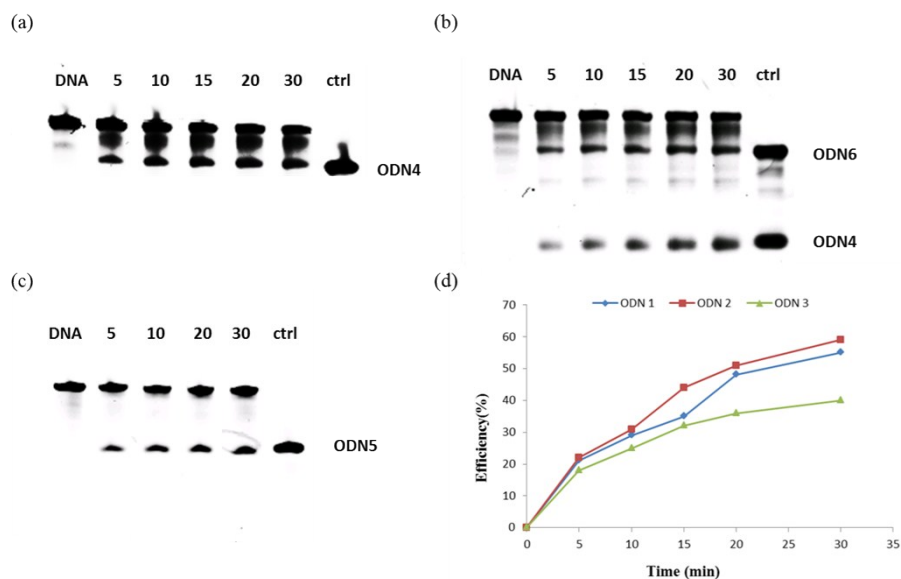 (a)
DNA 5 10 15 20 30 ctrl
ODN4
(b)
DNA 5 10 15 20 30 ctrl
ODN6
ODN4
(c)
DNA 5 10 20 30 ctrl
ODN5
(d)
ODN 1 ODN 2 ODN 3
70
60
50
40
30
20
10
0
Efficiency(%)
0 5 10 15 20 25 30 35
Time (min)